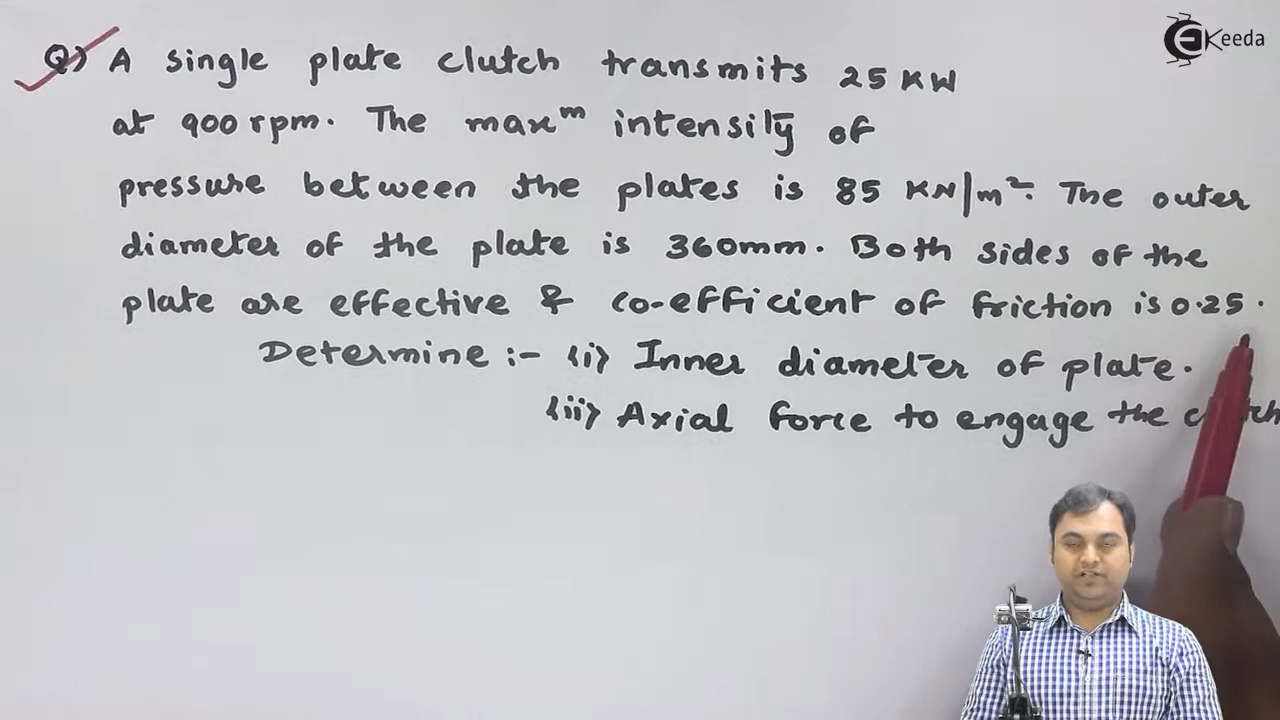 Keeda
Q) A single plate clutch transmits 25 KW
at 900 rpm. The maxᵐ intensity of
pressure between the plates is 85 KN/m². The outer
diameter of the plate is 360mm. Both sides of the
plate are effective & co-efficient of friction is 0.25.
Determine :- (i) Inner diameter of plate.
(ii) Axial force to engage the